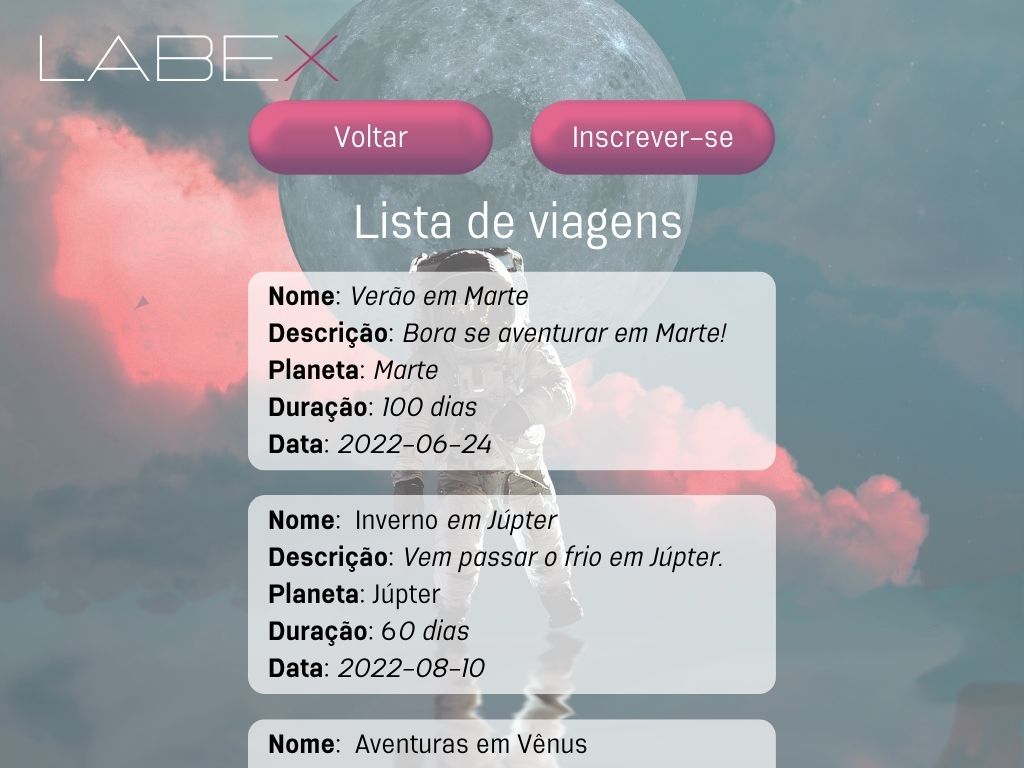 LABEX
Voltar
Inscrever-se
Lista de viagens
Nome: Verão em Marte
Descrição: Bora se aventurar em Marte!
Planeta: Marte
Duração: 100 dias
Data: 2022-06-24
Nome: Inverno em Júpter
Descrição: Vem passar o frio em Júpter.
Planeta: Júpter
Duração: 60 dias
Data: 2022-08-10
Nome: Aventuras em Vênus